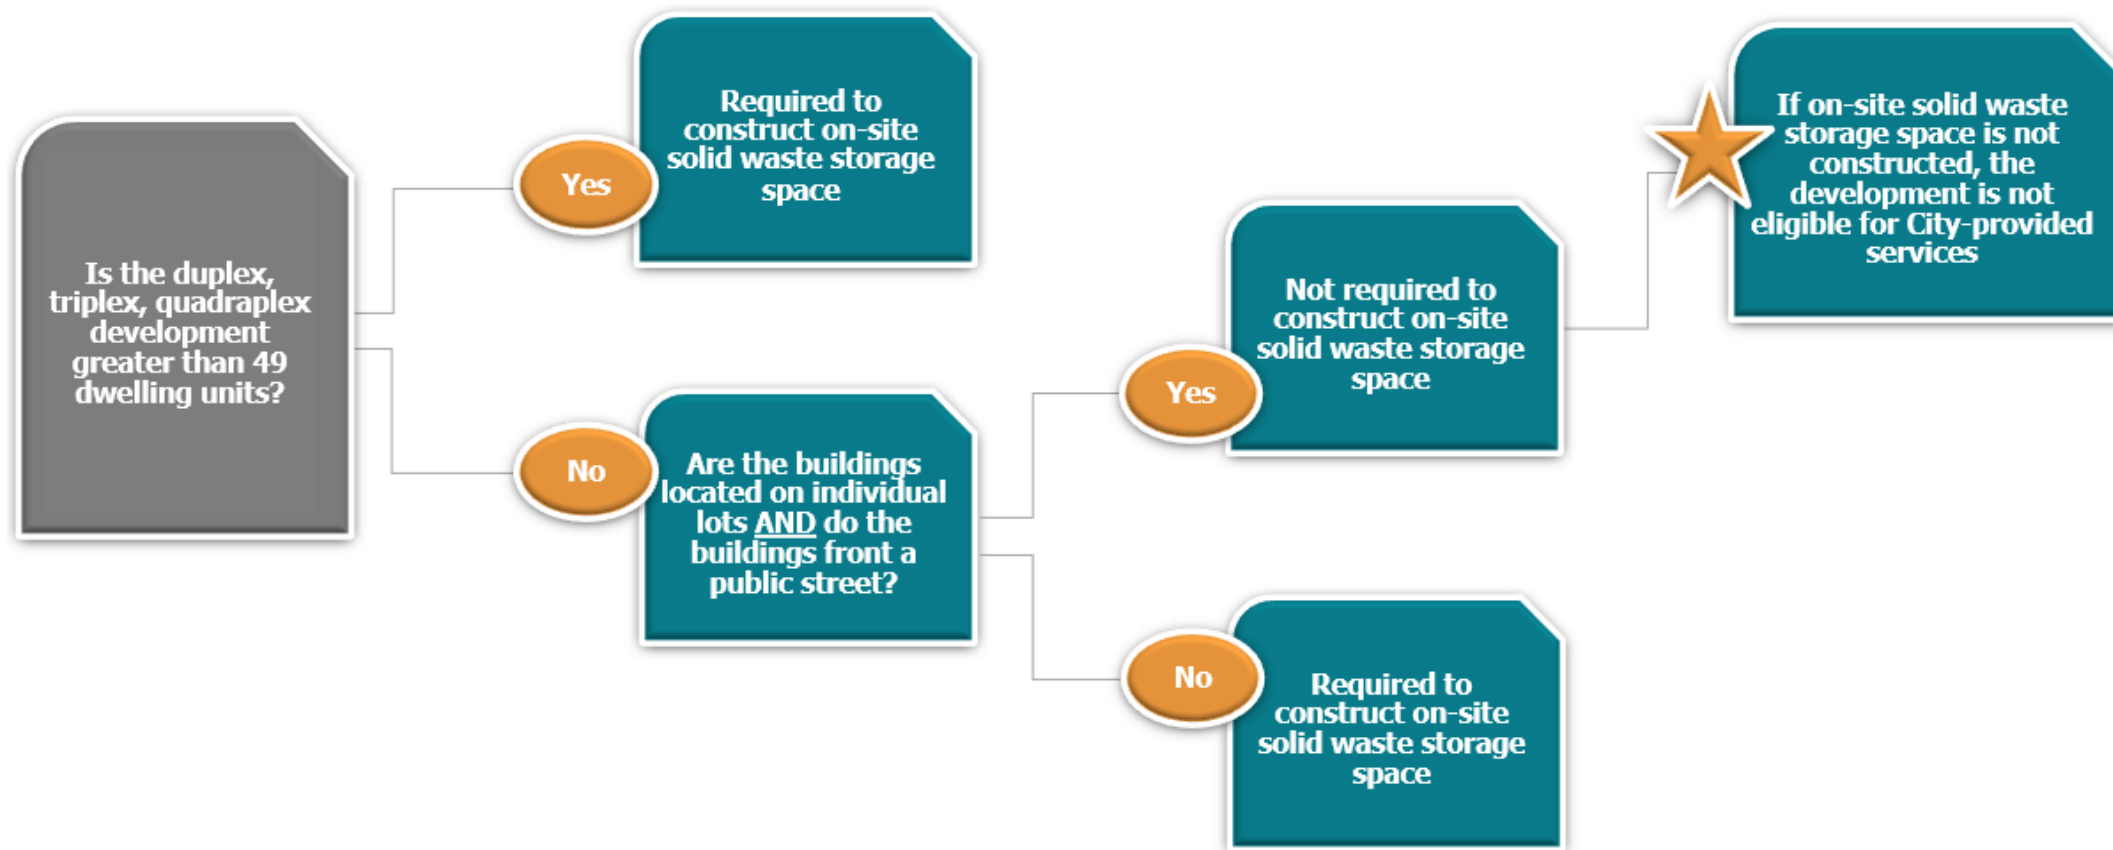 Is the duplex,
triplex, quadraplex
development
greater than 49
dwelling units?
Yes
Required to
construct on-site
solid waste storage
space
No
Are the buildings
located on individual
lots AND do the
buildings front a
public street?
Yes
Not required to
construct on-site
solid waste storage
space
If on-site solid waste
storage space is not
constructed, the
development is not
eligible for City-provided
services
No
Required to
construct on-site
solid waste storage
space